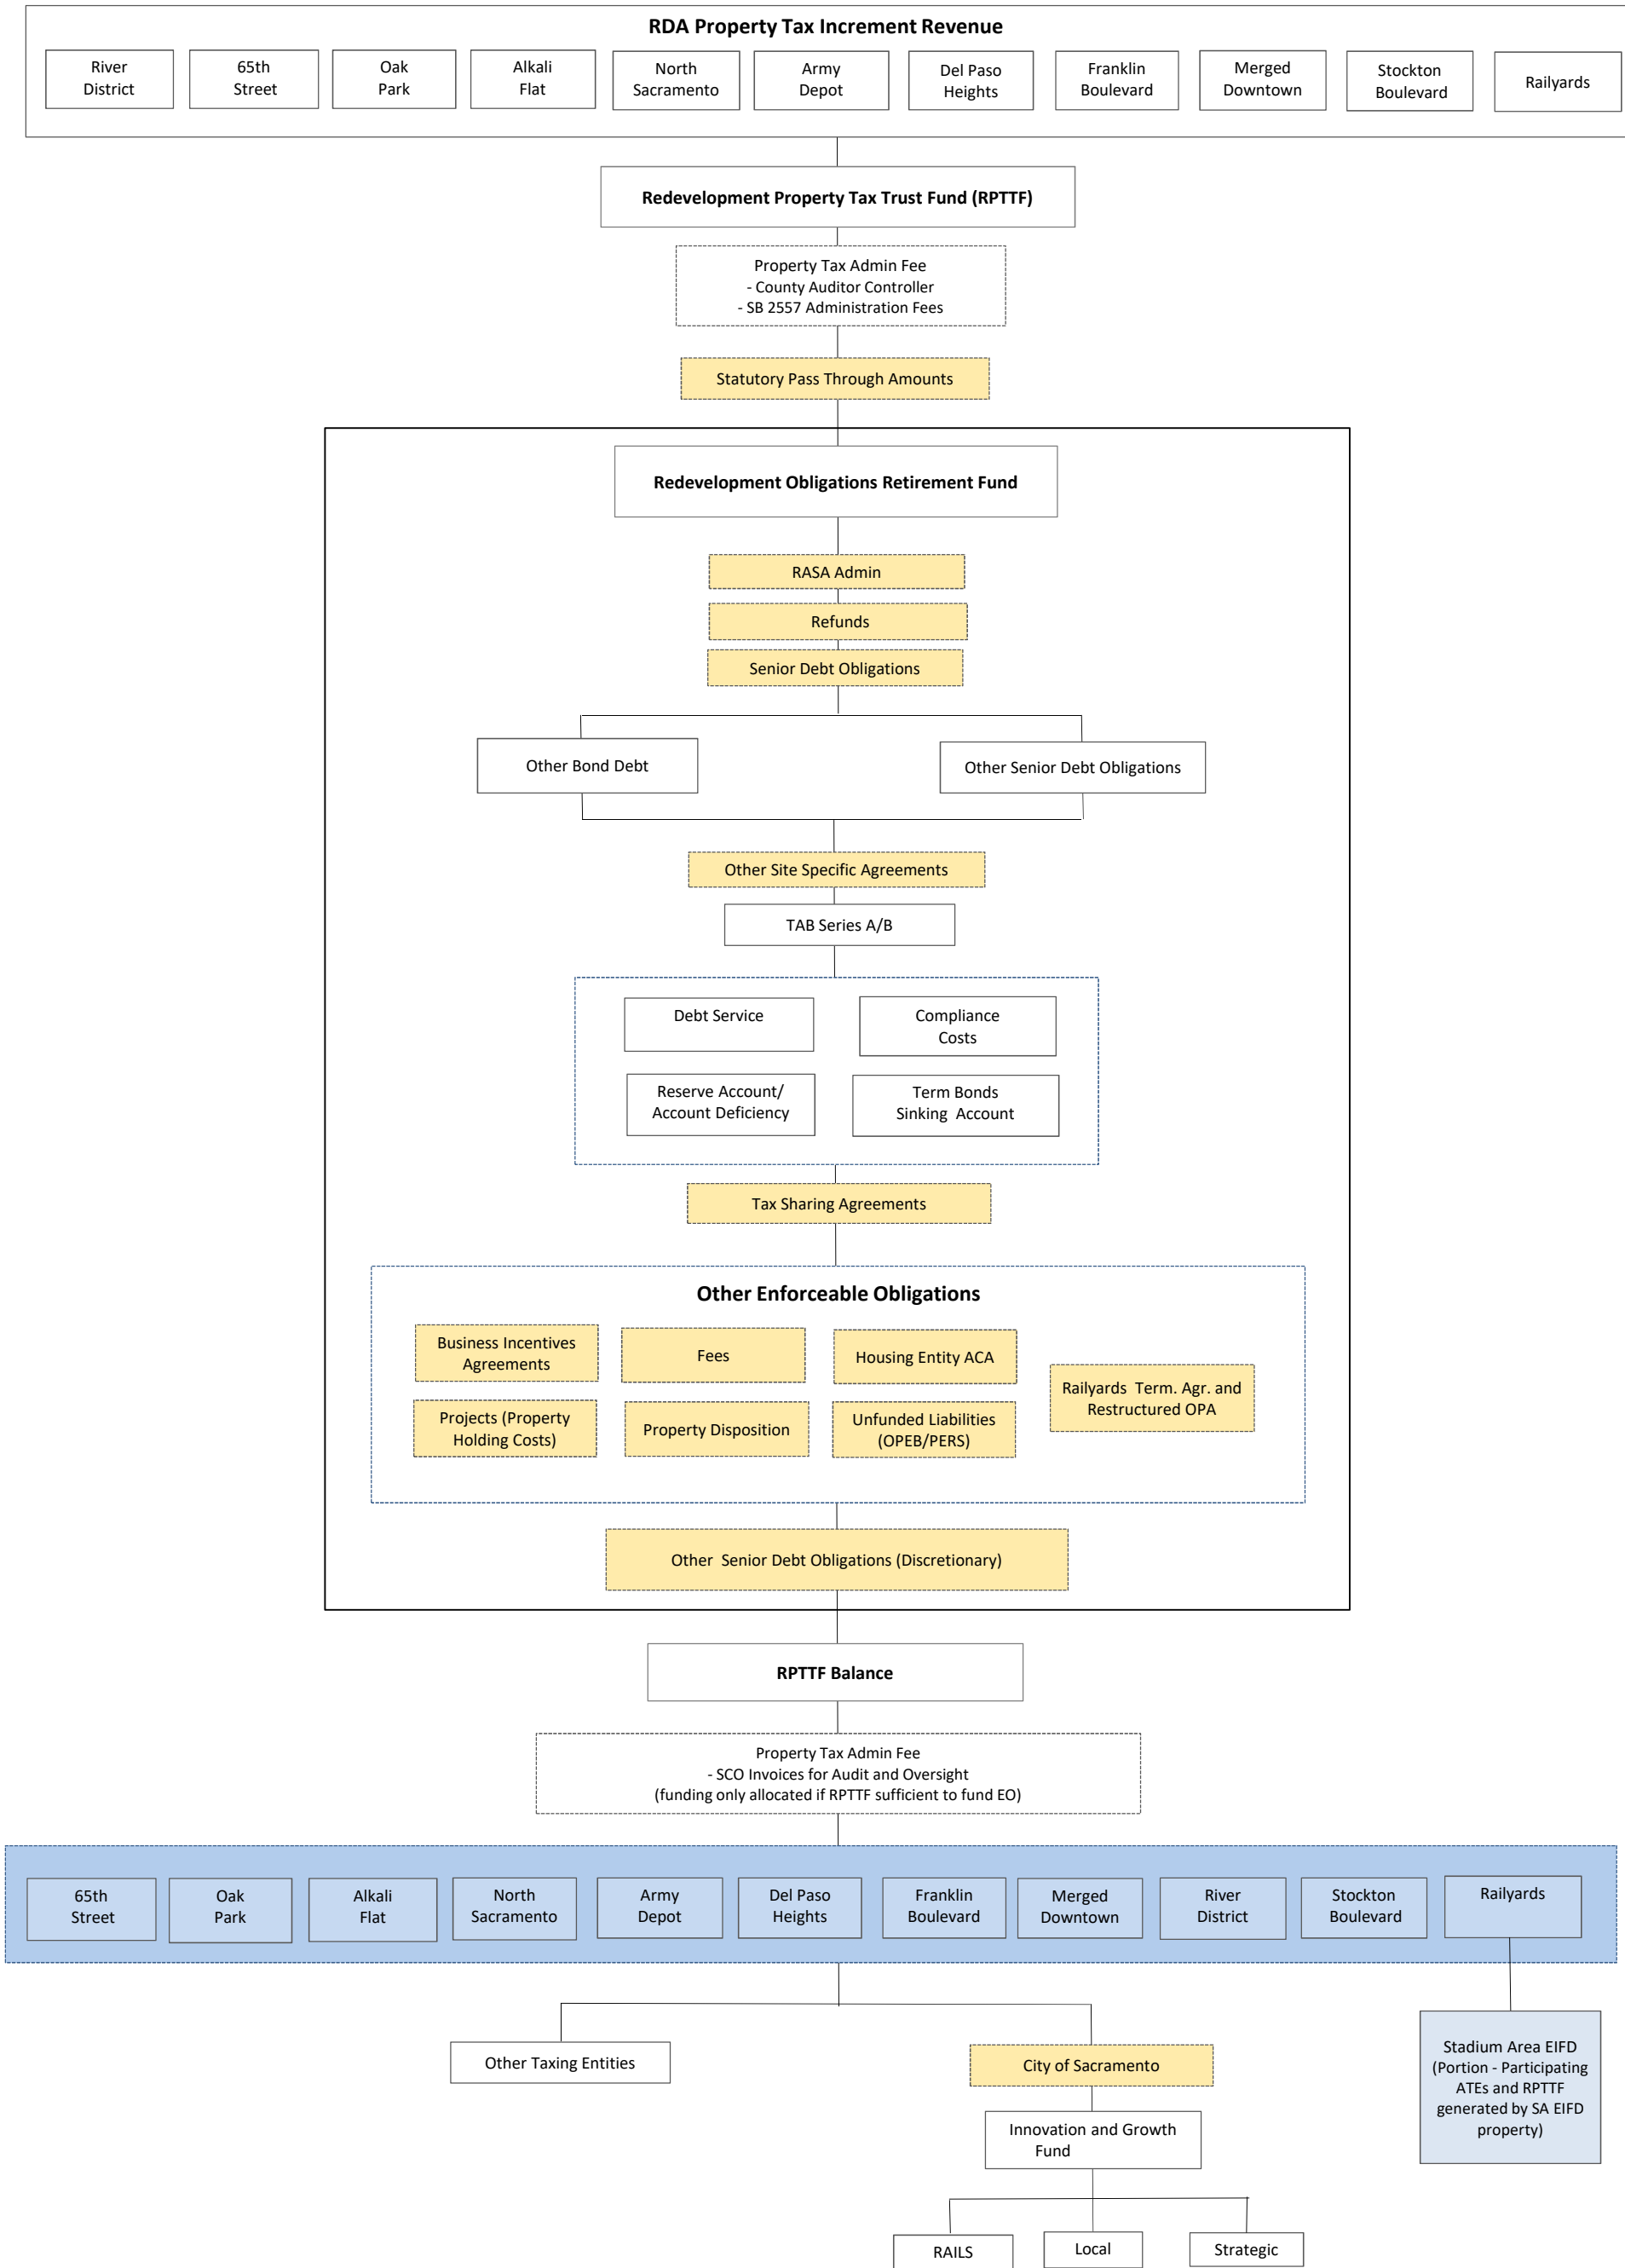 RDA Property Tax Increment Revenue
River
District
65th
Street
Oak
Park
Alkali
Flat
North
Sacramento
Army
Depot
Del Paso
Heights
Franklin
Boulevard
Merged
Downtown
Stockton
Boulevard
Railyards
Redevelopment Property Tax Trust Fund (RPTTF)
Property Tax Admin Fee
- County Auditor Controller
- SB 2557 Administration Fees
Statutory Pass Through Amounts
Redevelopment Obligations Retirement Fund
RASA Admin
Refunds
Senior Debt Obligations
Other Bond Debt
Other Senior Debt Obligations
Other Site Specific Agreements
TAB Series A/B
Debt Service
Compliance
Costs
Reserve Account/
Account Deficiency
Term Bonds
Sinking Account
Tax Sharing Agreements
Other Enforceable Obligations
Business Incentives
Agreements
Fees
Housing Entity ACA
Railyards Term. Agr. and
Restructured OPA
Projects (Property
Holding Costs)
Property Disposition
Unfunded Liabilities
(OPEB/PERS)
Other Senior Debt Obligations (Discretionary)
RPTTF Balance
Property Tax Admin Fee
- SCO Invoices for Audit and Oversight
(funding only allocated if RPTTF sufficient to fund EO)
65th
Street
Oak
Park
Alkali
Flat
North
Sacramento
Army
Depot
Del Paso
Heights
Franklin
Boulevard
Merged
Downtown
River
District
Stockton
Boulevard
Railyards
Other Taxing Entities
City of Sacramento
Stadium Area EIFD
(Portion - Participating
ATEs and RPTTF
generated by SA EIFD
property)
Innovation and Growth
Fund
RAILS
Local
Strategic